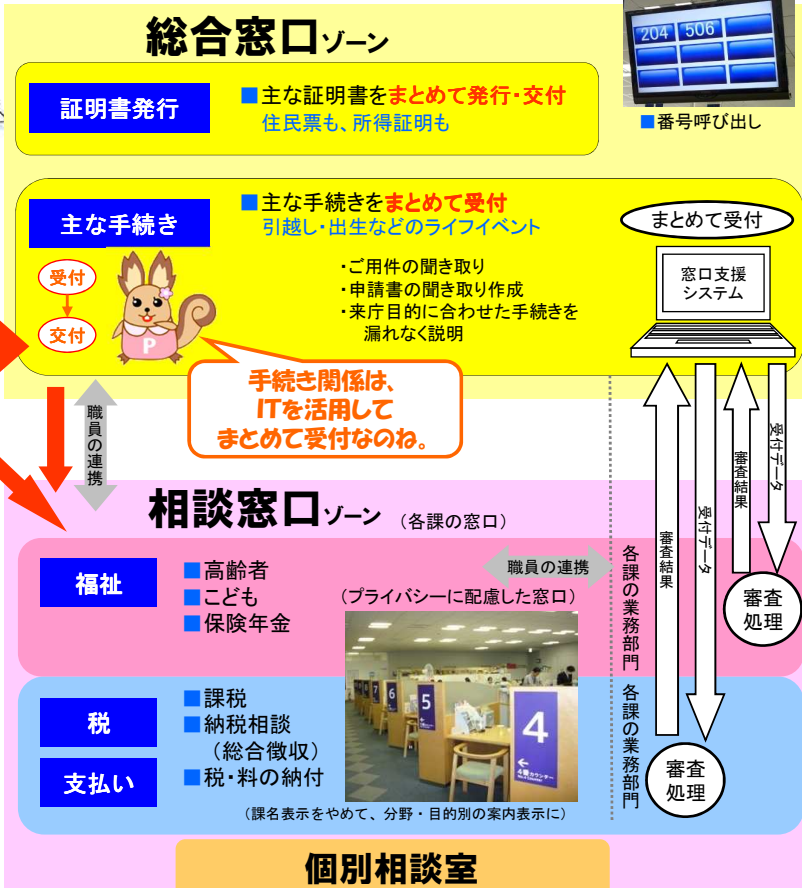 総合窓口ゾーン
204 506
■番号呼び出し
証明書発行
■主な証明書をまとめて発行・交付
住民票も、所得証明も
主な手続き
■主な手続きをまとめて受付
引越し・出生などのライフイベント
・ご用件の聞き取り
・申請書の聞き取り作成
・来庁目的に合わせた手続きを
漏れなく説明
受付
交付
P
まとめて受付
窓口支援
システム
手続き関係は、
ITを活用して
まとめて受付なのね。
職員の連携
審査結果
受付データ
審査結果
受付データ
相談窓口ゾーン（各課の窓口）
福祉
■高齢者
■こども
■保険年金
職員の連携
（プライバシーに配慮した窓口）
各課の業務部門
審査
処理
税
支払い
■課税
■納税相談
（総合徴収）
■税・料の納付
7
6
5
4
4番カウンター
（課名表示をやめて、分野・目的別の案内表示に）
各課の業務部門
審査
処理
個別相談室